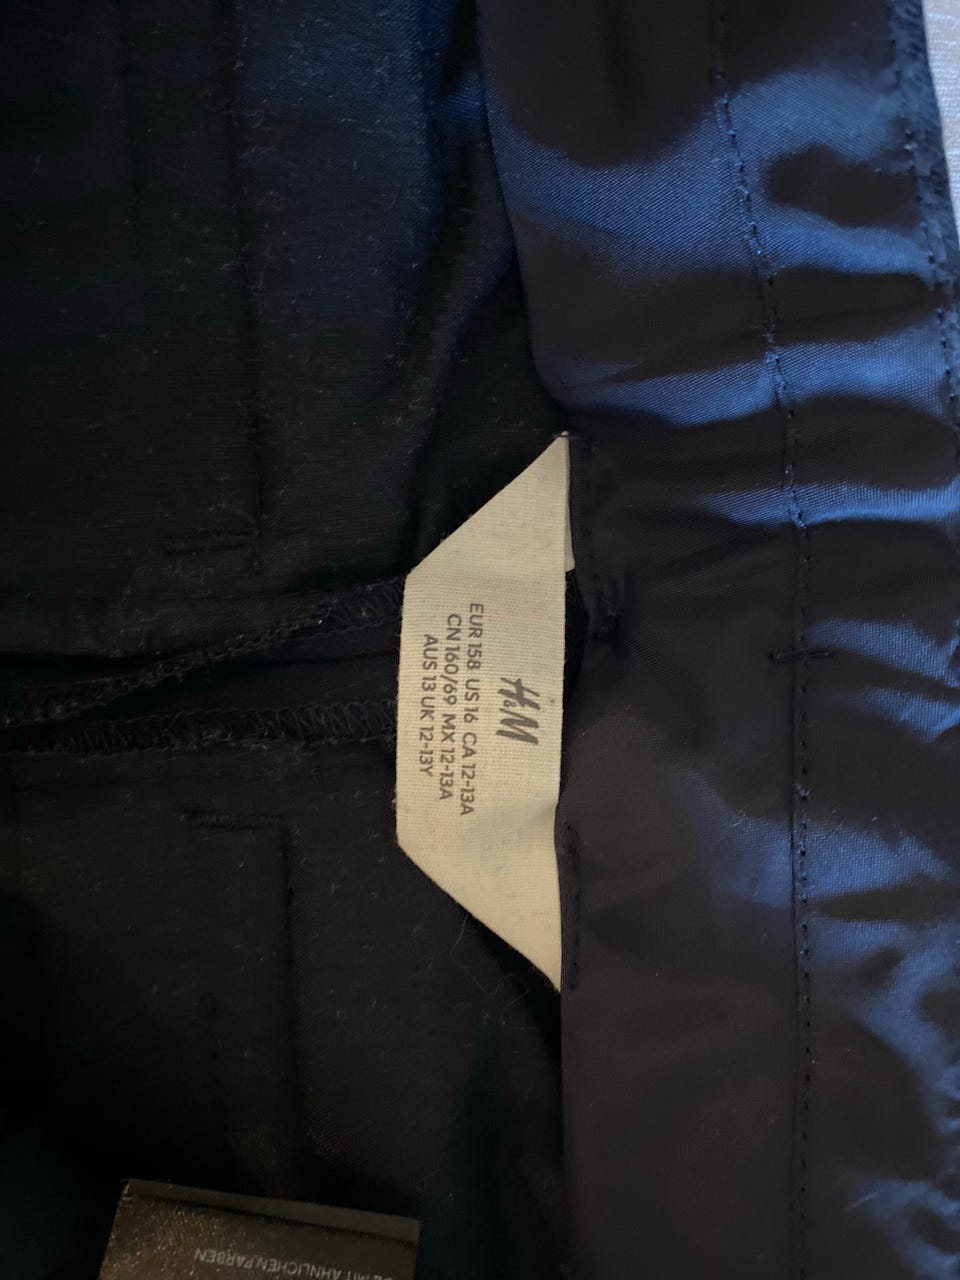 H&M
EUR 158 US 16 CA 12-13A
CN 160/69 MX 12-13A
AUS 13 UK 12-13Y
MIT ÄHNLICHEN FARBEN